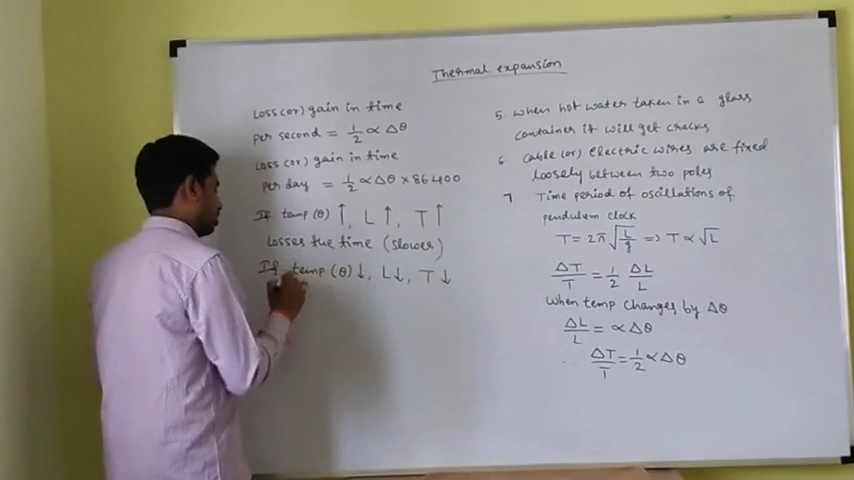 Thermal expansion
Loss (or) gain in time
per second = 1/2 ∝ Δθ
Loss (or) gain in time
per day = 1/2 ∝ Δθ × 86400
If temp (θ) ↑, L ↑, T ↑
Losses the time (slower)
If temp (θ) ↓, L ↓, T ↓
5. when hot water taken in a glass
container it will get cracks
6. cable (or) electric wires are fixed
loosely between two poles
7 Time period of oscillations of
pendulum clock
T = 2π √(L/g) => T ∝ √L
ΔT/T = 1/2 ΔL/L
when temp changes by Δθ
ΔL/L = ∝ Δθ
∴ ΔT/T = 1/2 ∝ Δθ